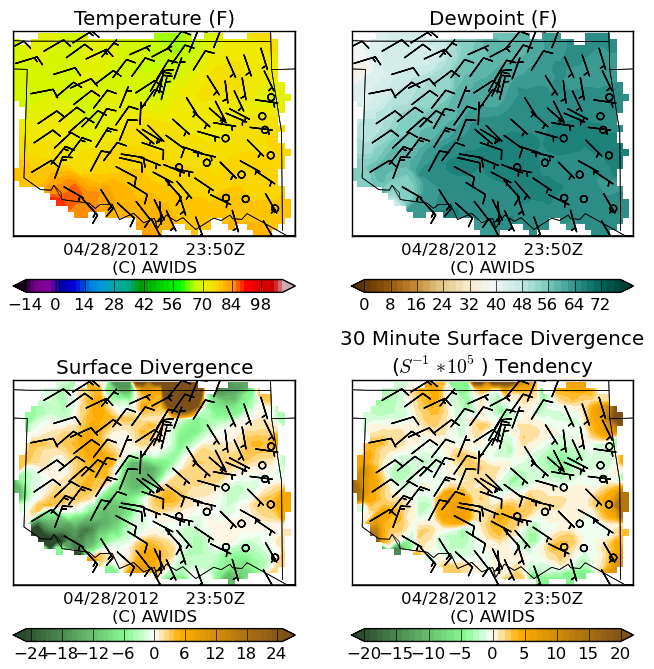 Temperature (F)
Dewpoint (F)
04/28/2012 23:50Z
(C) AWIDS
04/28/2012 23:50Z
(C) AWIDS
−14 0 14 28 42 56 70 84 98
0 8 16 24 32 40 48 56 64 72
30 Minute Surface Divergence
Surface Divergence
(S⁻¹ *10⁵ ) Tendency
04/28/2012 23:50Z
(C) AWIDS
04/28/2012 23:50Z
(C) AWIDS
−24 −18 −12 −6 0 6 12 18 24
−20 −15 −10 −5 0 5 10 15 20